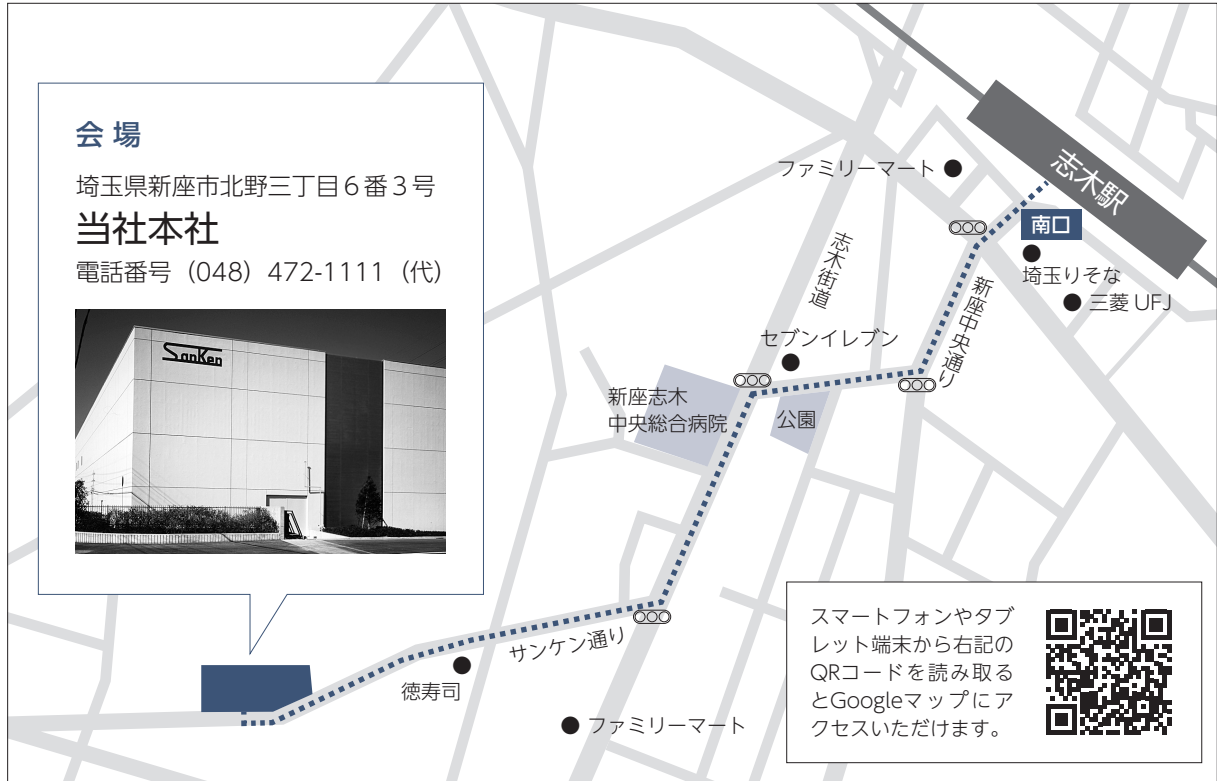 会場
埼玉県新座市北野三丁目6番3号
当社本社
電話番号（048）472-1111（代）
SanKen
志木駅
ファミリーマート
南口
埼玉りそな
三菱UFJ
志木街道
新座中央通り
セブンイレブン
新座志木
中央総合病院
公園
サンケン通り
徳寿司
ファミリーマート
スマートフォンやタブ
レット端末から右記の
QRコードを読み取る
とGoogleマップにア
クセスいただけます。